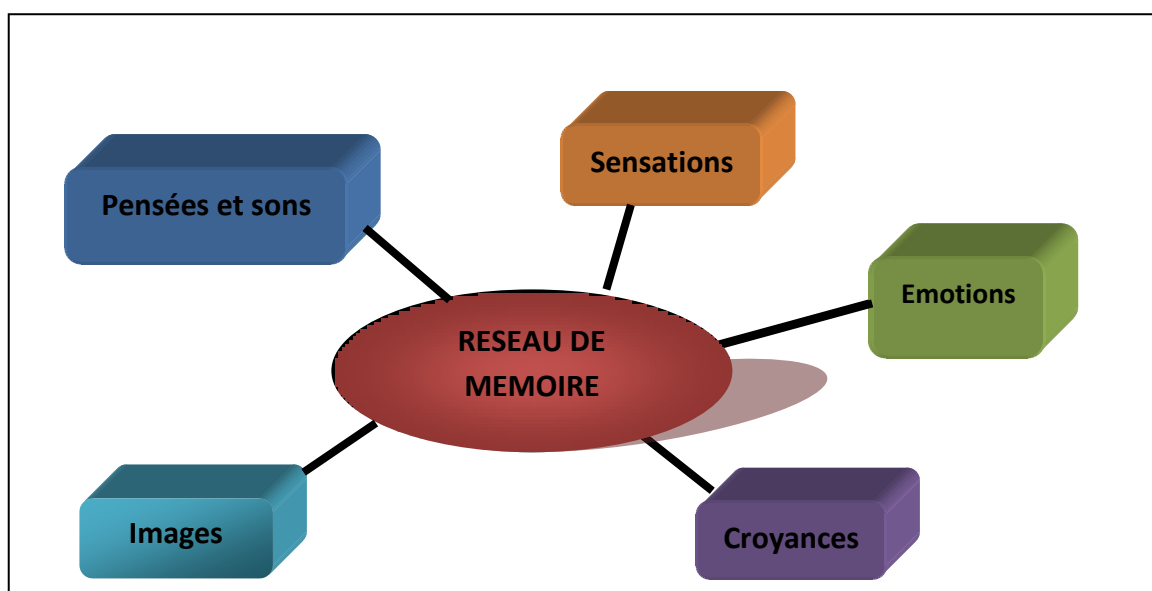 Sensations
Pensées et sons
Emotions
RESEAU DE
MEMOIRE
Images
Croyances